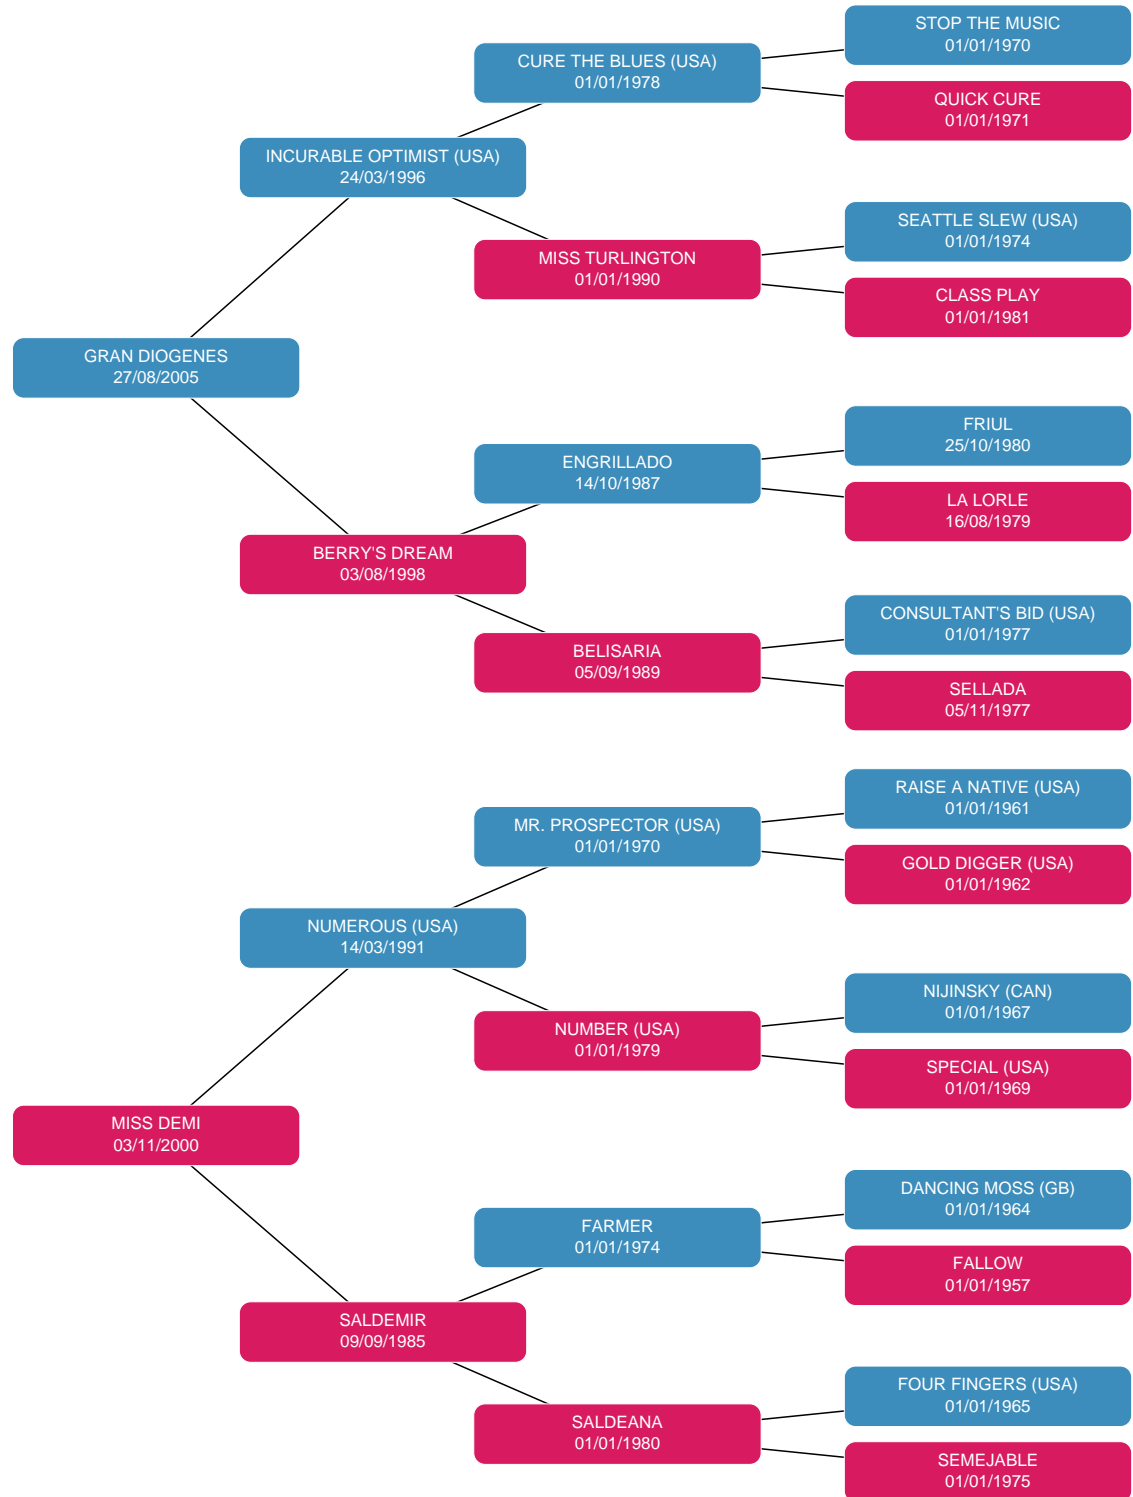 STOP THE MUSIC
01/01/1970
CURE THE BLUES (USA)
01/01/1978
QUICK CURE
01/01/1971
INCURABLE OPTIMIST (USA)
24/03/1996
SEATTLE SLEW (USA)
01/01/1974
MISS TURLINGTON
01/01/1990
CLASS PLAY
01/01/1981
GRAN DIOGENES
27/08/2005
FRIUL
25/10/1980
ENGRILLADO
14/10/1987
LA LORLE
16/08/1979
BERRY'S DREAM
03/08/1998
CONSULTANT'S BID (USA)
01/01/1977
BELISARIA
05/09/1989
SELLADA
05/11/1977
RAISE A NATIVE (USA)
01/01/1961
MR. PROSPECTOR (USA)
01/01/1970
GOLD DIGGER (USA)
01/01/1962
NUMEROUS (USA)
14/03/1991
NIJINSKY (CAN)
01/01/1967
NUMBER (USA)
01/01/1979
SPECIAL (USA)
01/01/1969
MISS DEMI
03/11/2000
DANCING MOSS (GB)
01/01/1964
FARMER
01/01/1974
FALLOW
01/01/1957
SALDEMIR
09/09/1985
FOUR FINGERS (USA)
01/01/1965
SALDEANA
01/01/1980
SEMEJABLE
01/01/1975